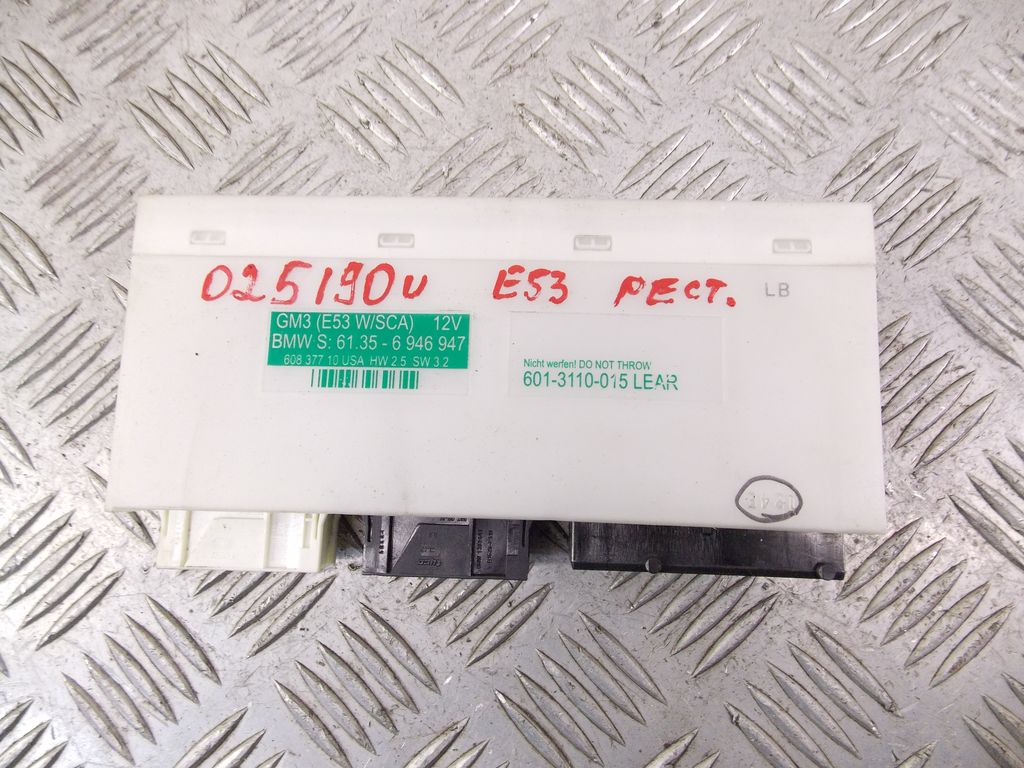 025190u E53 РЕСТ. LB
GM3 (E53 W/SCA) 12V
BMW S: 61.35 - 6 946 947
608 377 10 USA HW 2 5 SW 3 2
Nicht werfen! DO NOT THROW
601-3110-015 LEAR